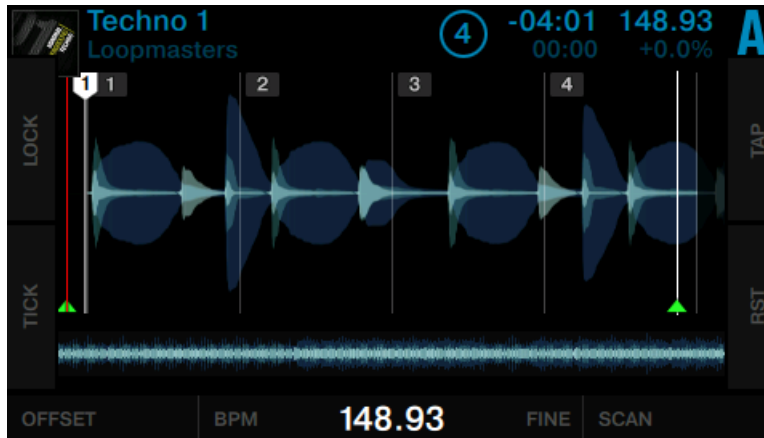 Techno 1
Loopmasters
4
-04:01 148.93
00:00 +0.0%
A
LOCK
TAP
1 1 2 3 4
TICK
RST
OFFSET BPM 148.93 FINE SCAN